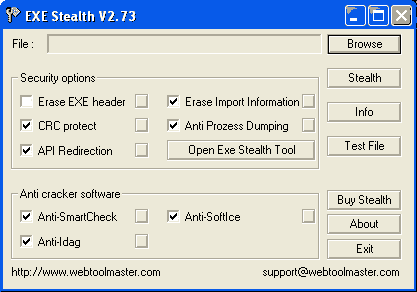 EXE Stealth V2.73
File :
Browse
Security options
Erase EXE header
Erase Import Information
CRC protect
Anti Prozess Dumping
API Redirection
Open Exe Stealth Tool
Stealth
Info
Test File
Anti cracker software
Anti-SmartCheck
Anti-SoftIce
Anti-Idag
Buy Stealth
About
Exit
http://www.webtoolmaster.com
support@webtoolmaster.com